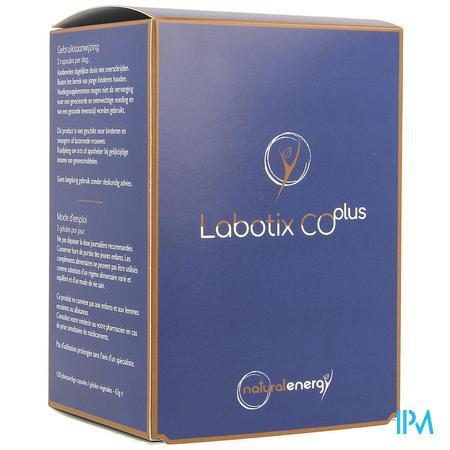 Gebruiksaanwijzing
2 capsules per dag.
Aanbevolen dagelijkse dosis niet overschrijden.
Buiten het bereik van jonge kinderen houden.
Voedingssupplementen mogen niet als vervanging
voor een gevarieerde en evenwichtige voeding en
van een gezonde levensstijl worden gebruikt.
Dit product is niet geschikt voor kinderen en
zwangere of lacterende vrouwen.
Raadpleeg uw arts of apotheker bij gelijktijdige
inname van geneesmiddelen.
Geen langdurig gebruik zonder deskundig advies.
Mode d'emploi
2 gélules par jour.
Ne pas dépasser la dose journalière recommandée.
Conserver hors de portée des jeunes enfants. Les
compléments alimentaires ne peuvent pas être utilisés
comme substituts d'un régime alimentaire varié et
équilibré et d'un mode de vie sain.
Ce produit ne convient pas aux enfants et aux femmes
enceintes ou allaitantes.
Consultez votre médecin ou votre pharmacien en cas
de prise simultanée de médicaments.
Pas d'utilisation prolongée sans l'avis d'un spécialiste.
120 plantaardige capsules / gélules végétales - 62g e
Labotix CO plus
naturalenergy
IPM